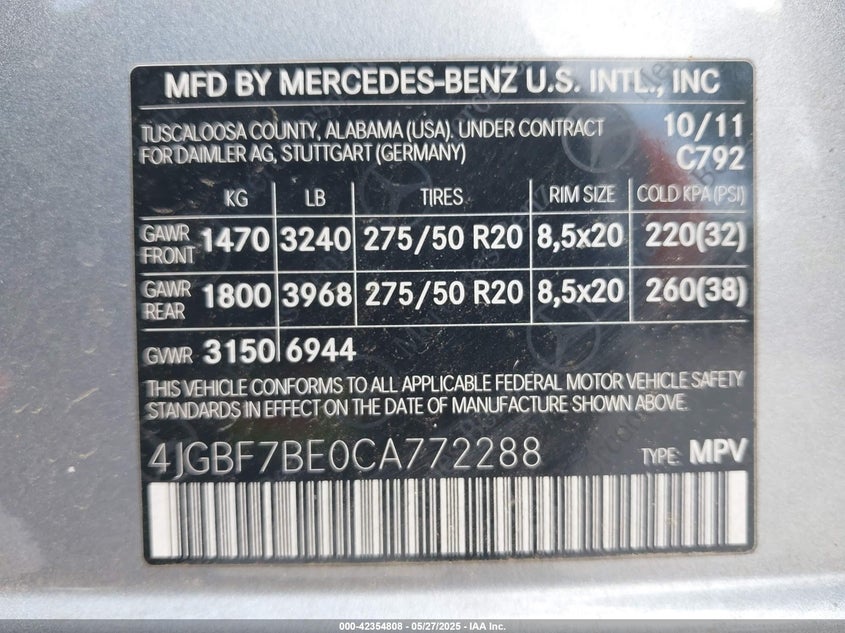 MFD BY MERCEDES-BENZ U.S. INTL., INC
TUSCALOOSA COUNTY, ALABAMA (USA). UNDER CONTRACT 10/11
FOR DAIMLER AG, STUTTGART (GERMANY) C792
KG LB TIRES RIM SIZE COLD KPA (PSI)
GAWR FRONT 1470 3240 275/50 R20 8,5x20 220(32)
GAWR REAR 1800 3968 275/50 R20 8,5x20 260(38)
GVWR 3150 6944
THIS VEHICLE CONFORMS TO ALL APPLICABLE FEDERAL MOTOR VEHICLE SAFETY
STANDARDS IN EFFECT ON THE DATE OF MANUFACTURE SHOWN ABOVE.
4JGBF7BE0CA772288 TYPE: MPV
000-42354808 — 05/27/2025 — IAA Inc.